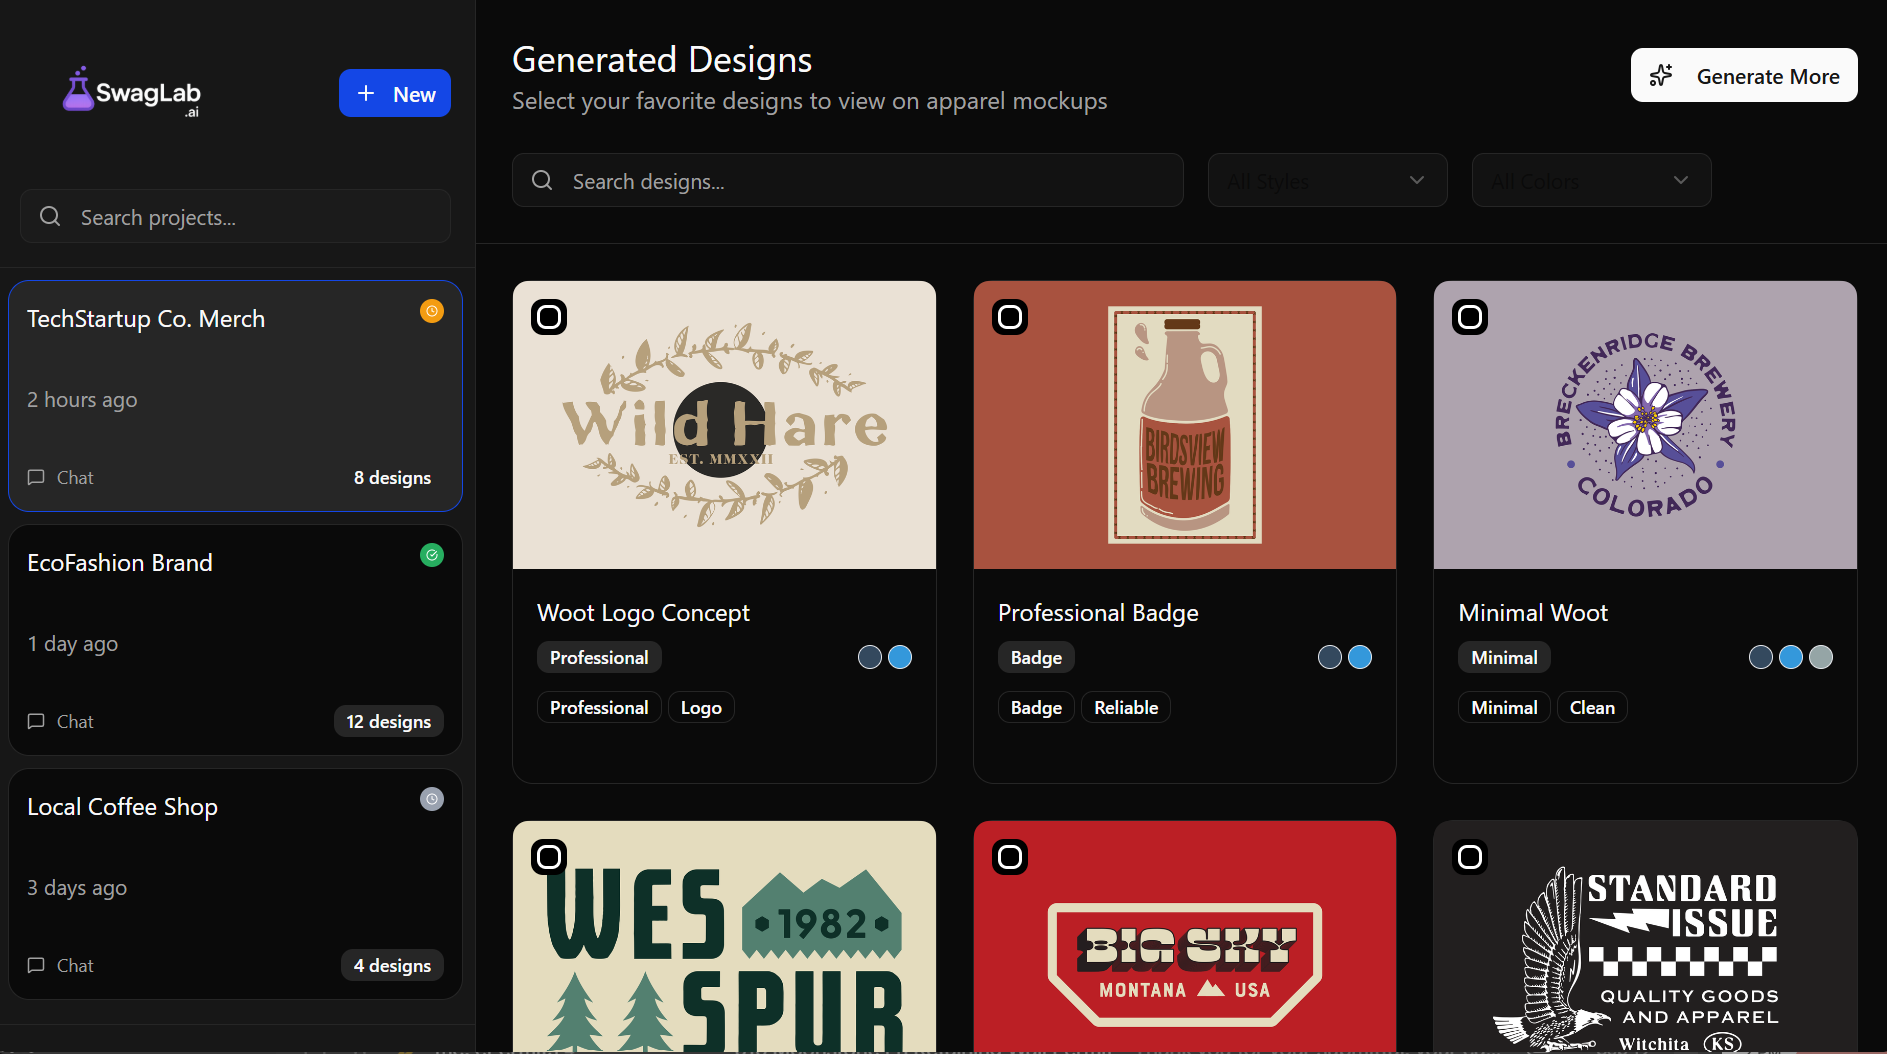 SwagLab
.ai
New
Search projects...
TechStartup Co. Merch
2 hours ago
Chat
8 designs
EcoFashion Brand
1 day ago
Chat
12 designs
Local Coffee Shop
3 days ago
Chat
4 designs
Generated Designs
Select your favorite designs to view on apparel mockups
Generate More
Search designs...
All Styles
All Colors
Wild Hare
EST. MMXXII
Woot Logo Concept
Professional
Professional
Logo
BIRDSVIEW
BREWING
Professional Badge
Badge
Badge
Reliable
BRECKENRIDGE BREWERY
COLORADO
Minimal Woot
Minimal
Minimal
Clean
WES
1982
SPUR
BIG SKY
MONTANA USA
STANDARD
ISSUE
QUALITY GOODS
AND APPAREL
Witchita KS